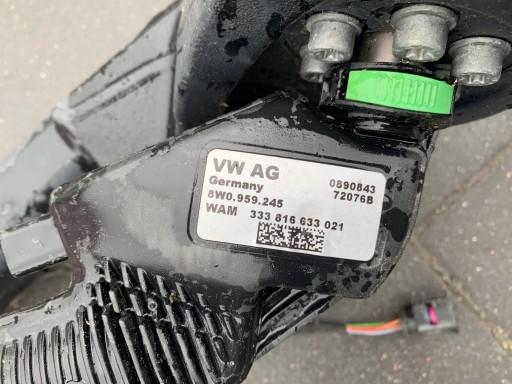 VW AG
Germany
0890843
8W0.959.245
72076B
WAM 333 816 633 021